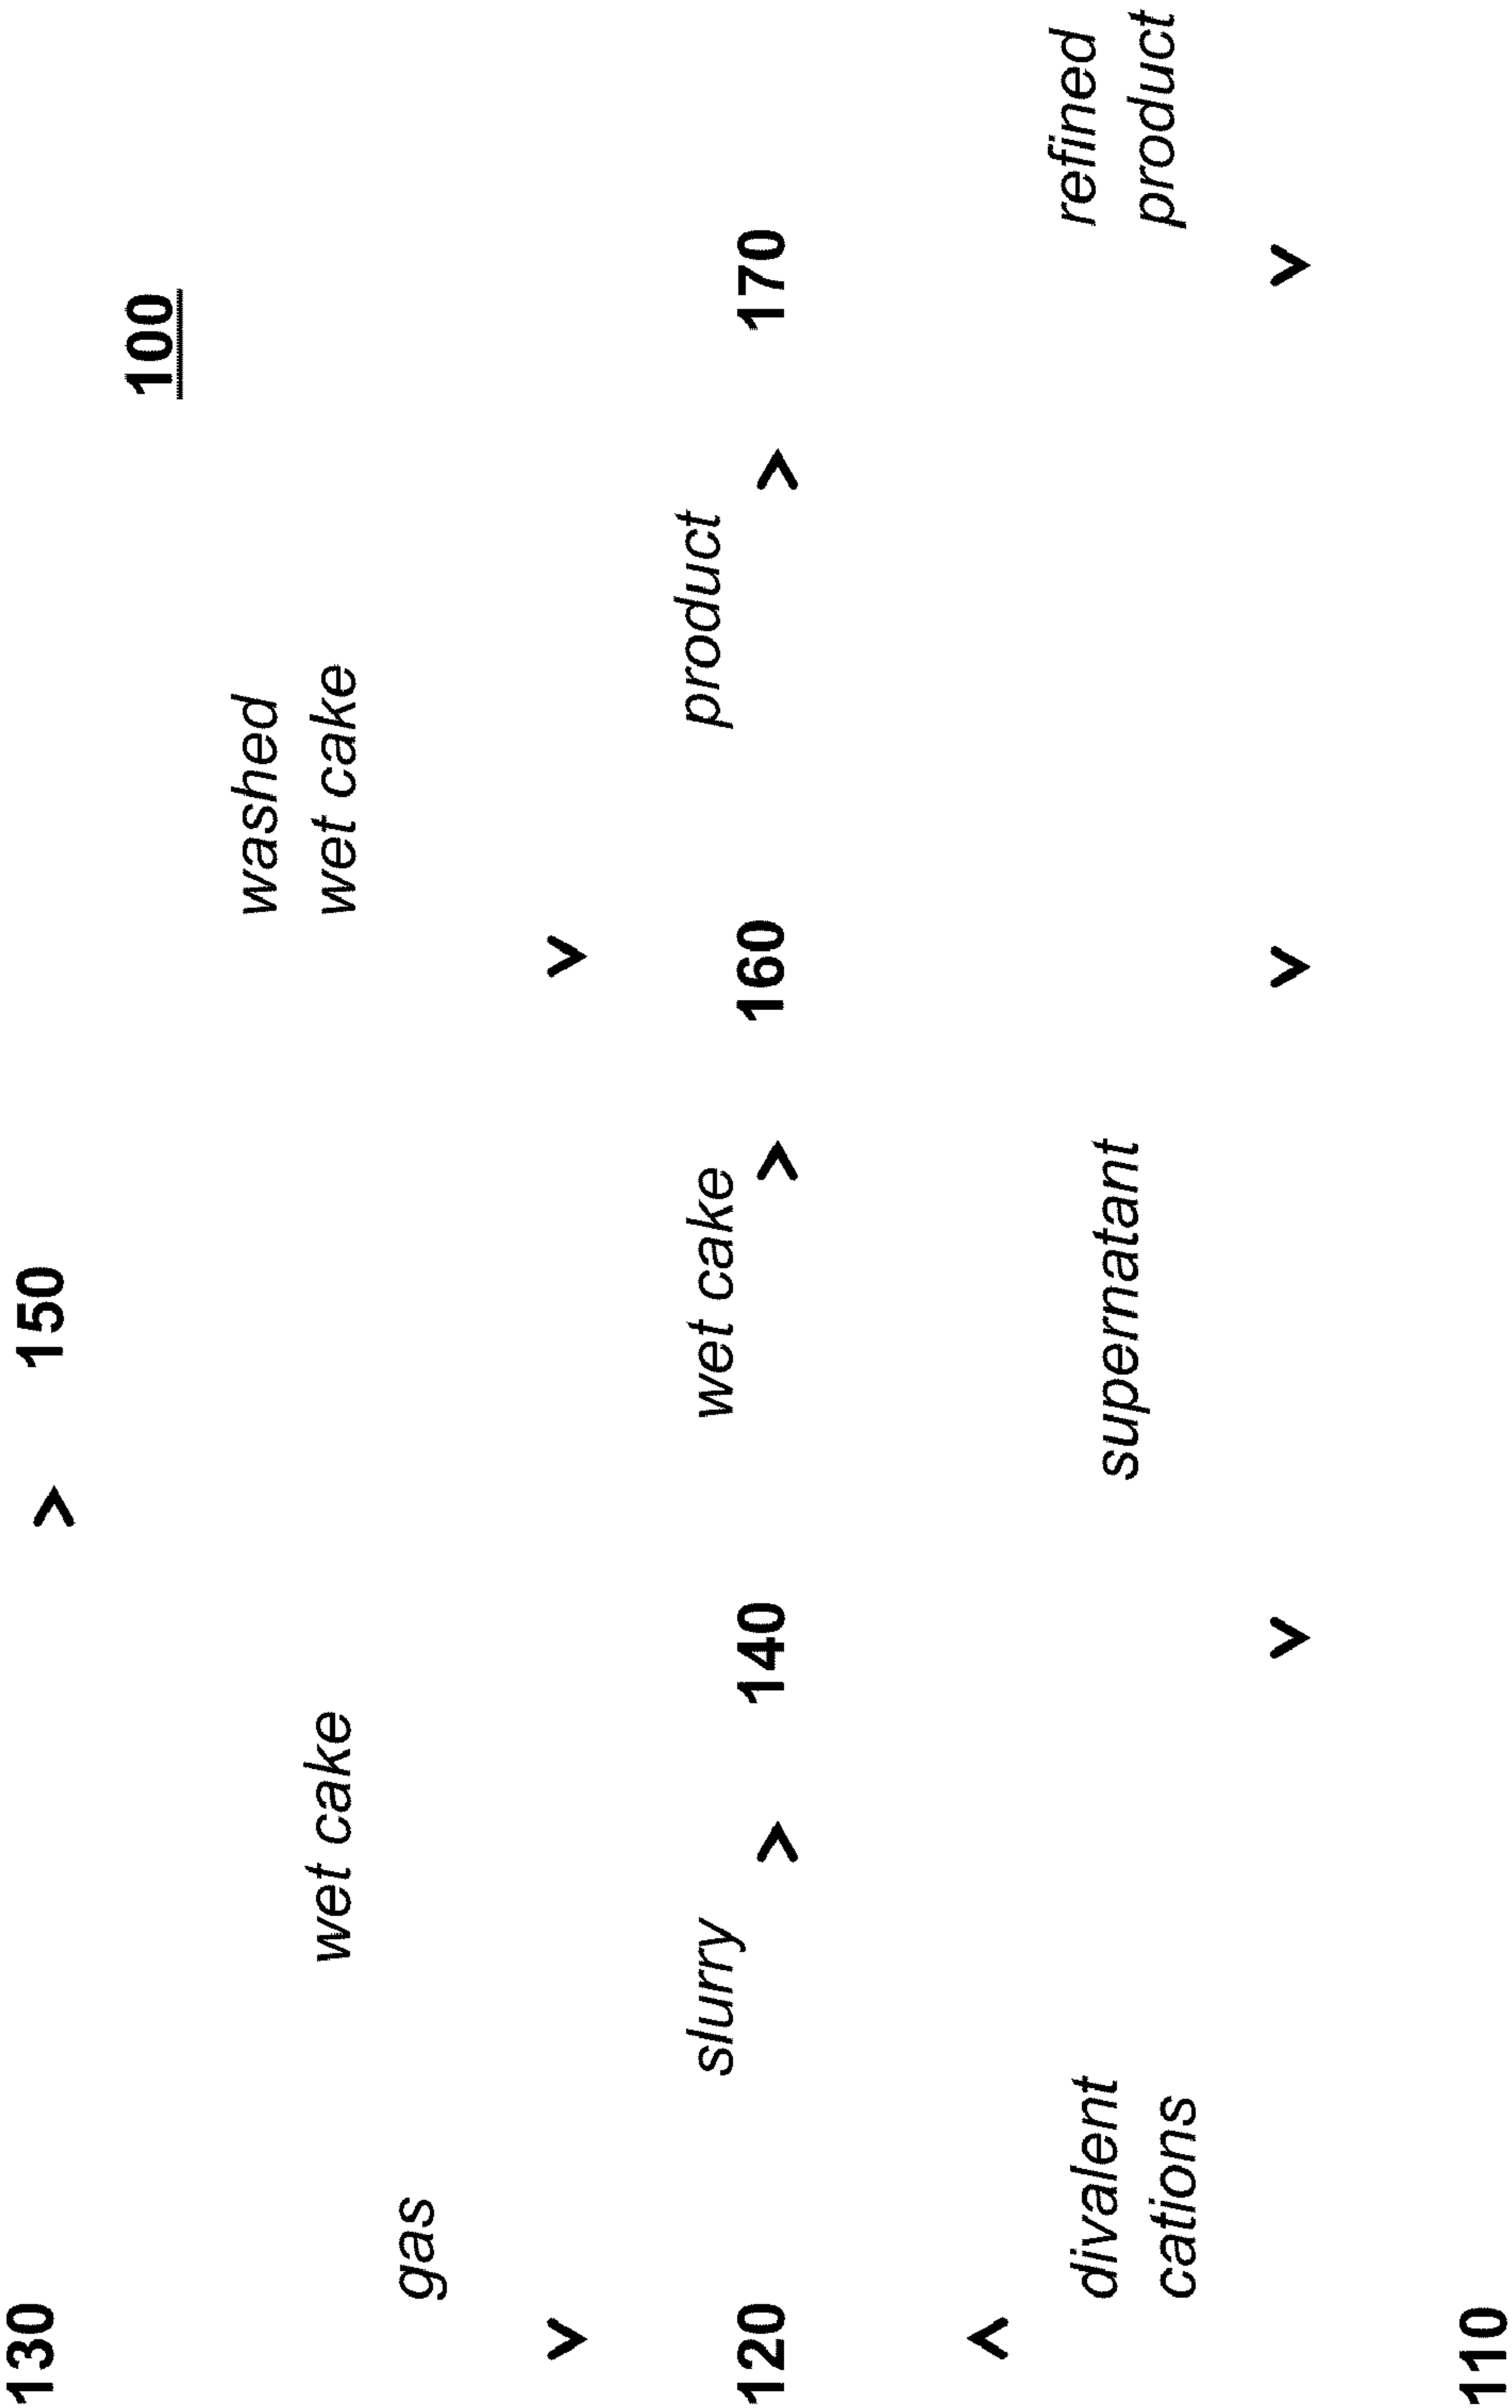 130
150
100
washed
wet cake
wet cake
gas
slurry
wet cake
product
120
140
160
170
divalent
cations
supernatant
refined
product
110